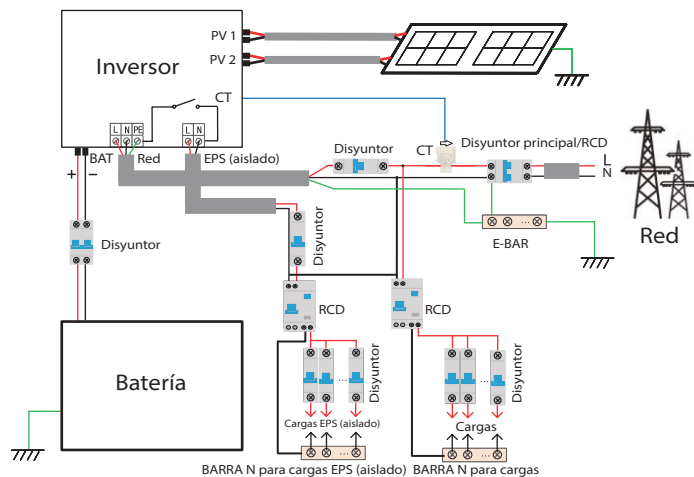 PV 1
PV 2
Inversor
CT
L N PE
L N
BAT
Red
EPS (aislado)
+
−
Disyuntor
CT
Disyuntor principal/RCD
L
N
Red
E-BAR
Disyuntor
Disyuntor
RCD
RCD
Batería
Disyuntor
Disyuntor
Cargas EPS (aislado)
Cargas
BARRA N para cargas EPS (aislado)
BARRA N para cargas